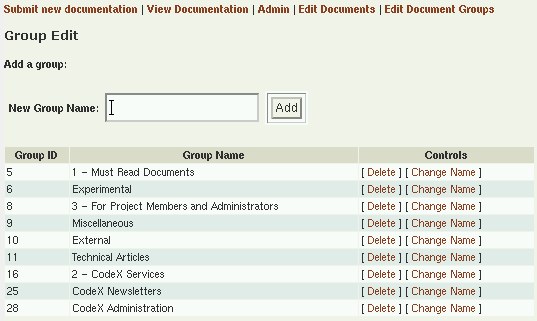 Submit new documentation | View Documentation | Admin | Edit Documents | Edit Document Groups
Group Edit
Add a group:
New Group Name: Add
Group ID Group Name Controls
5 1 – Must Read Documents [ Delete ] [ Change Name ]
6 Experimental [ Delete ] [ Change Name ]
8 3 – For Project Members and Administrators [ Delete ] [ Change Name ]
9 Miscellaneous [ Delete ] [ Change Name ]
10 External [ Delete ] [ Change Name ]
11 Technical Articles [ Delete ] [ Change Name ]
16 2 – CodeX Services [ Delete ] [ Change Name ]
25 CodeX Newsletters [ Delete ] [ Change Name ]
28 CodeX Administration [ Delete ] [ Change Name ]